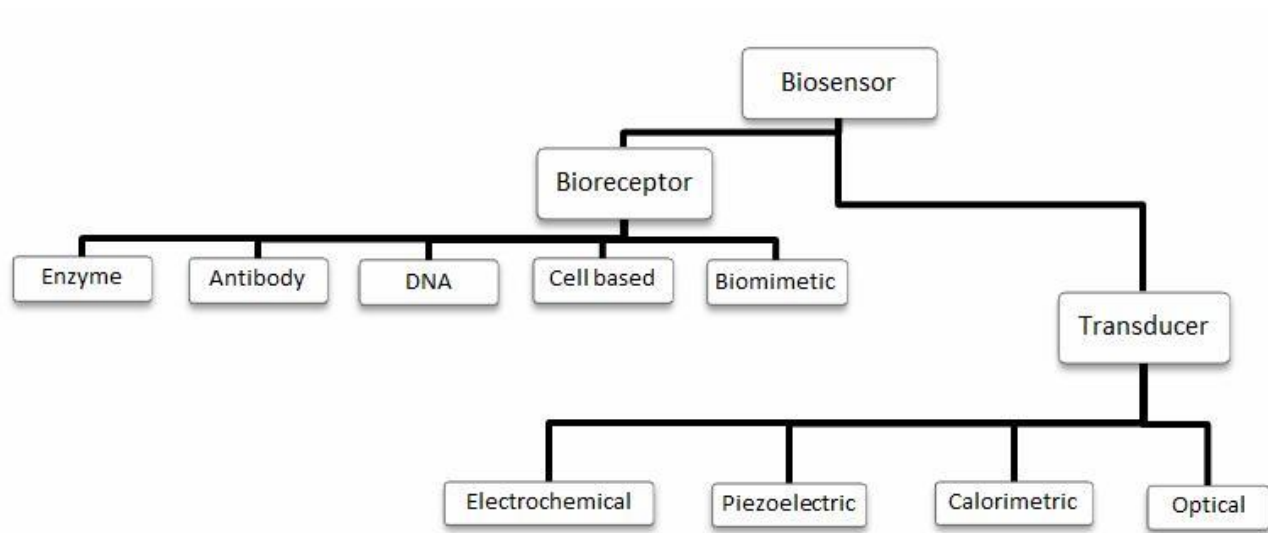 Biosensor
Bioreceptor
Enzyme
Antibody
DNA
Cell based
Biomimetic
Transducer
Electrochemical
Piezoelectric
Calorimetric
Optical